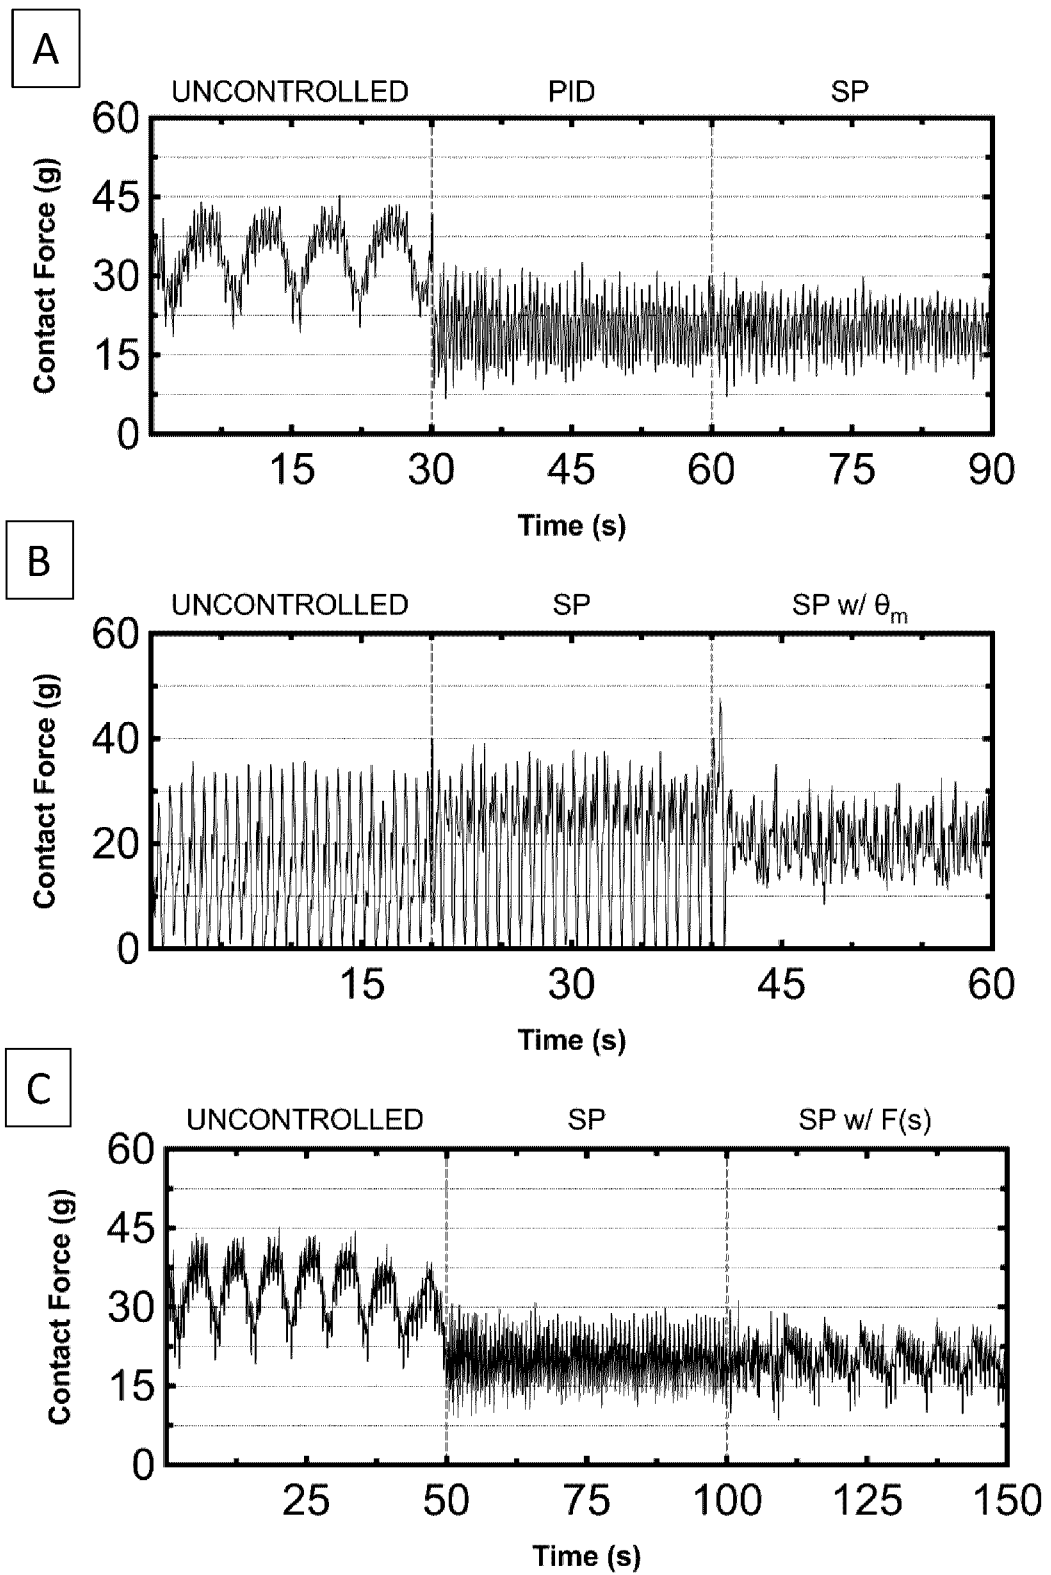 A
UNCONTROLLED PID SP
60
45
30
15
0
Contact Force (g)
15 30 45 60 75 90
Time (s)
B
UNCONTROLLED SP SP w/ θm
60
40
20
0
Contact Force (g)
15 30 45 60
Time (s)
C
UNCONTROLLED SP SP w/ F(s)
60
45
30
15
0
Contact Force (g)
25 50 75 100 125 150
Time (s)